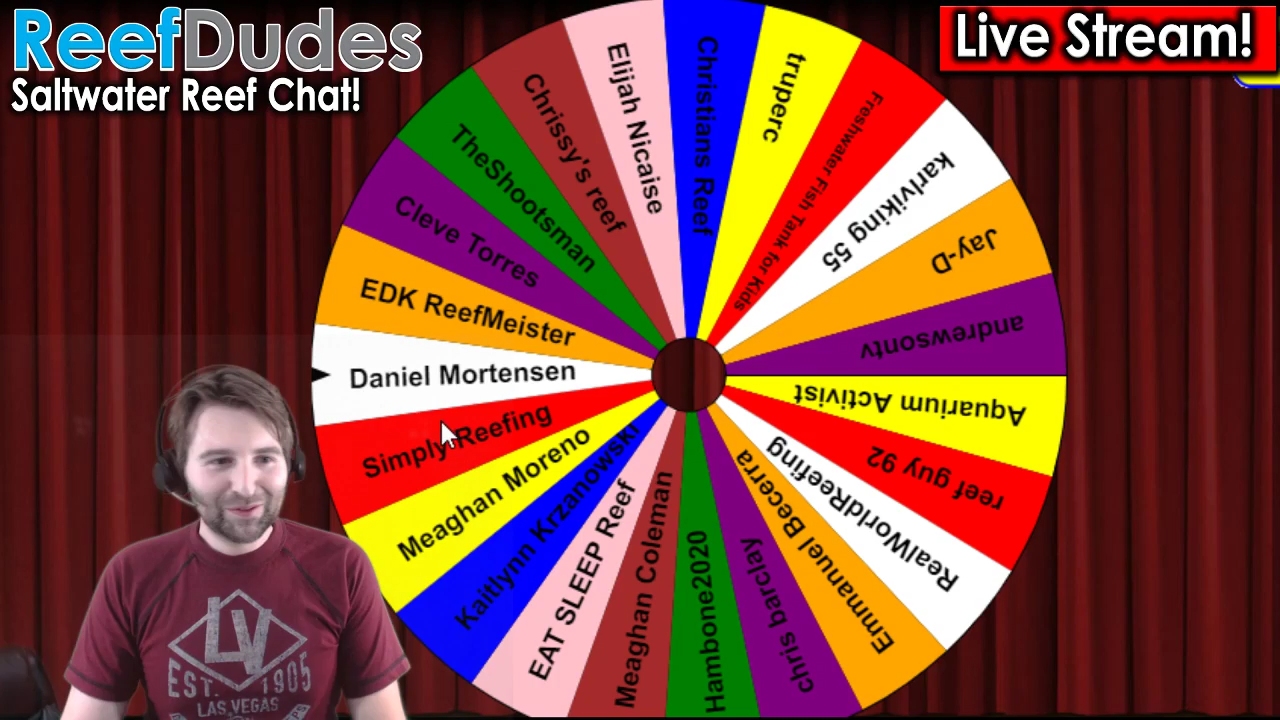 ReefDudes
Saltwater Reef Chat!
Live Stream!
Christians Reef
truperc
Freshwater Fish Tank for Kids
karlviking 55
Jay-D
andrewsontv
Aquarium Activist
reef guy 92
RealWorldReefing
Emmanuel Becerra
chris barclay
Hambone2020
Meaghan Coleman
EAT SLEEP Reef
Kaitlynn Krzanowski
Meaghan Moreno
Simply Reefing
Daniel Mortensen
EDK ReefMeister
Cleve Torres
TheShootsman
Chrissy's reef
Elijah Nicaise
LV
EST. 1905
LAS VEGAS